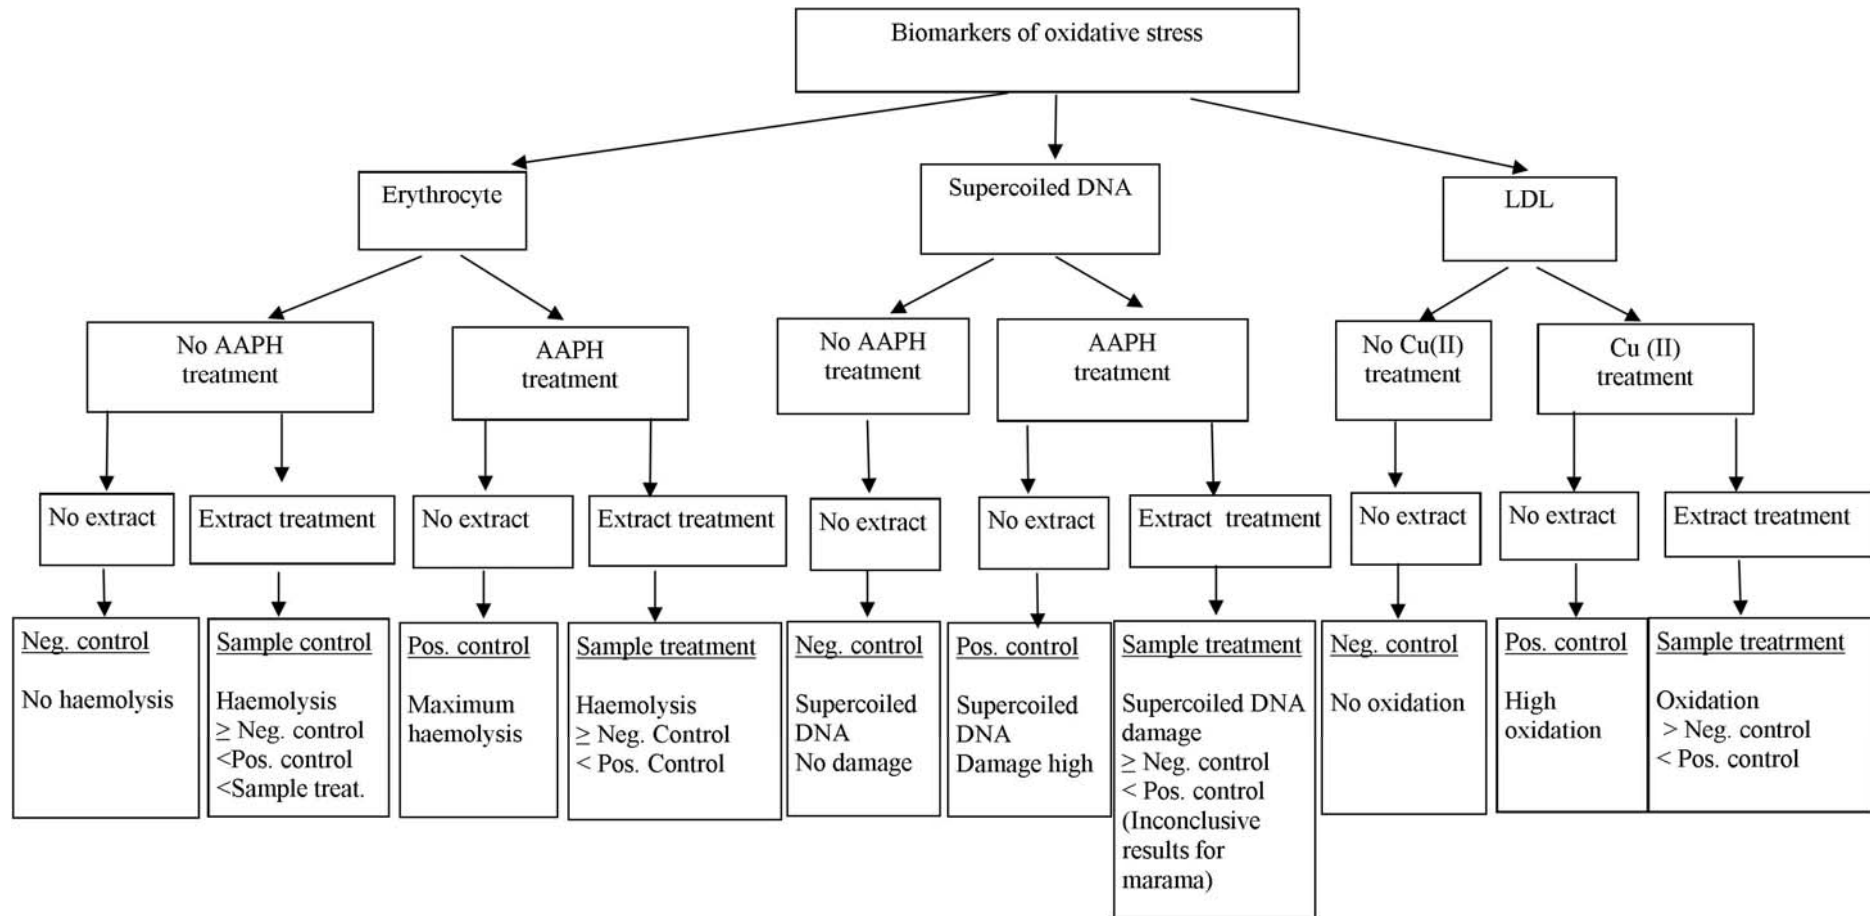 Biomarkers of oxidative stress
Erythrocyte
Supercoiled DNA
LDL
No AAPH
treatment
AAPH
treatment
No AAPH
treatment
AAPH
treatment
No Cu(II)
treatment
Cu (II)
treatment
No extract
Extract treatment
No extract
Extract treatment
No extract
No extract
Extract treatment
No extract
No extract
Extract treatment
Neg. control
No haemolysis
Sample control
Haemolysis
≥ Neg. control
<Pos. control
<Sample treat.
Pos. control
Maximum
haemolysis
Sample treatment
Haemolysis
≥ Neg. Control
< Pos. Control
Neg. control
Supercoiled
DNA
No damage
Pos. control
Supercoiled
DNA
Damage high
Sample treatment
Supercoiled DNA
damage
≥ Neg. control
< Pos. control
(Inconclusive
results for
marama)
Neg. control
No oxidation
Pos. control
High
oxidation
Sample treatrment
Oxidation
> Neg. control
< Pos. control